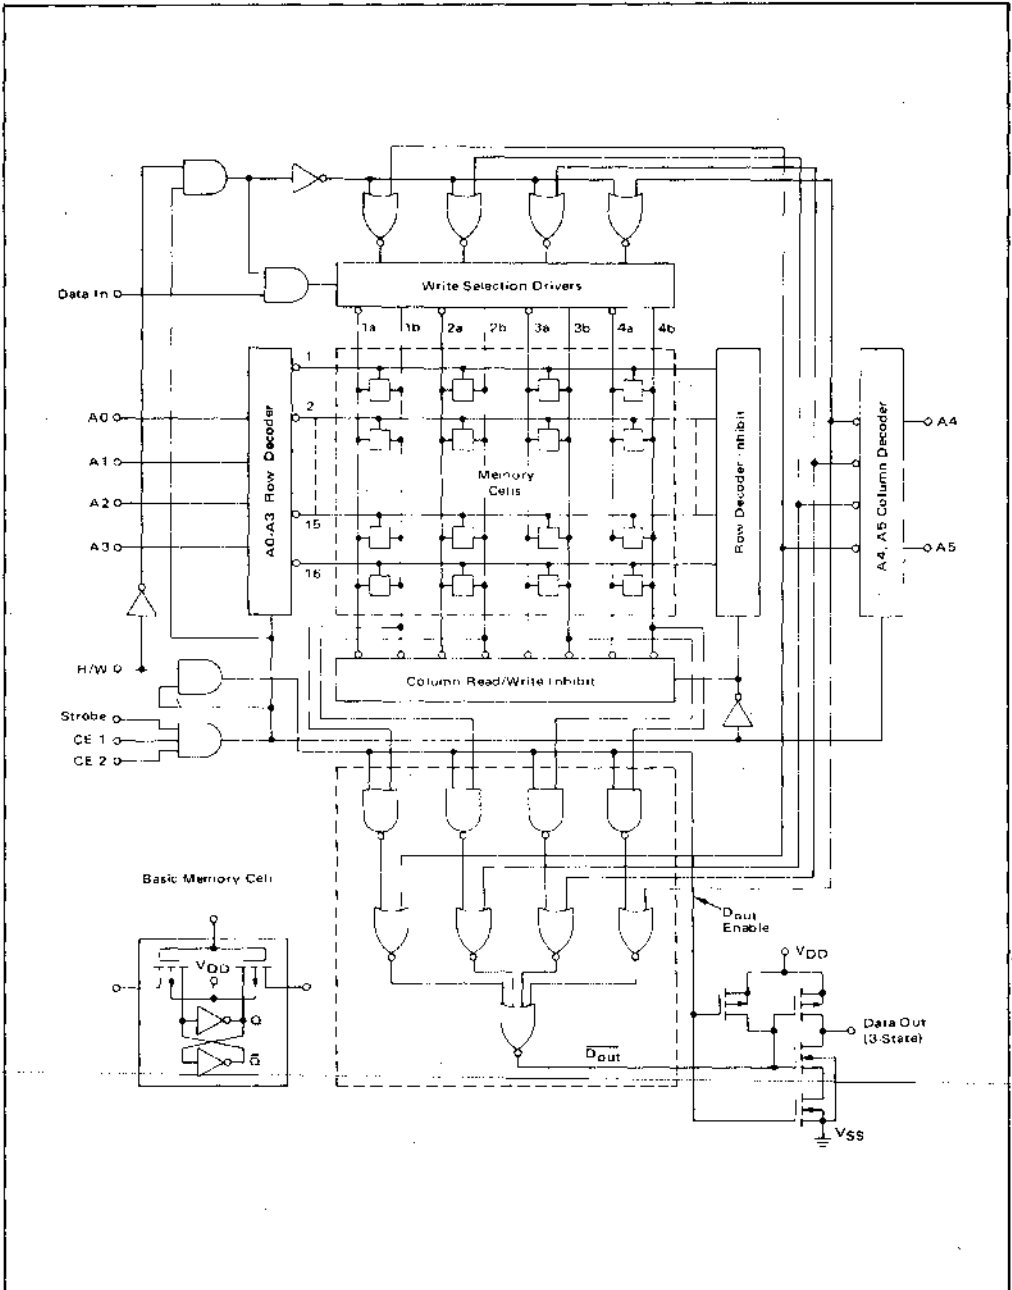 Data In
Write Selection Drivers
1a 1b 2a 2b 3a 3b 4a 4b
1
2
15
16
A0
A1
A2
A3
A0-A3 Row Decoder
Memory
Cells
Row Decoder Inhibit
A4, A5 Column Decoder
A4
A5
R/W
Column Read/Write Inhibit
Strobe
CE 1
CE 2
Basic Memory Cell
VDD
Q
Q̅
Dout
Enable
VDD
Data Out
(3-State)
D̅o̅u̅t̅
VSS